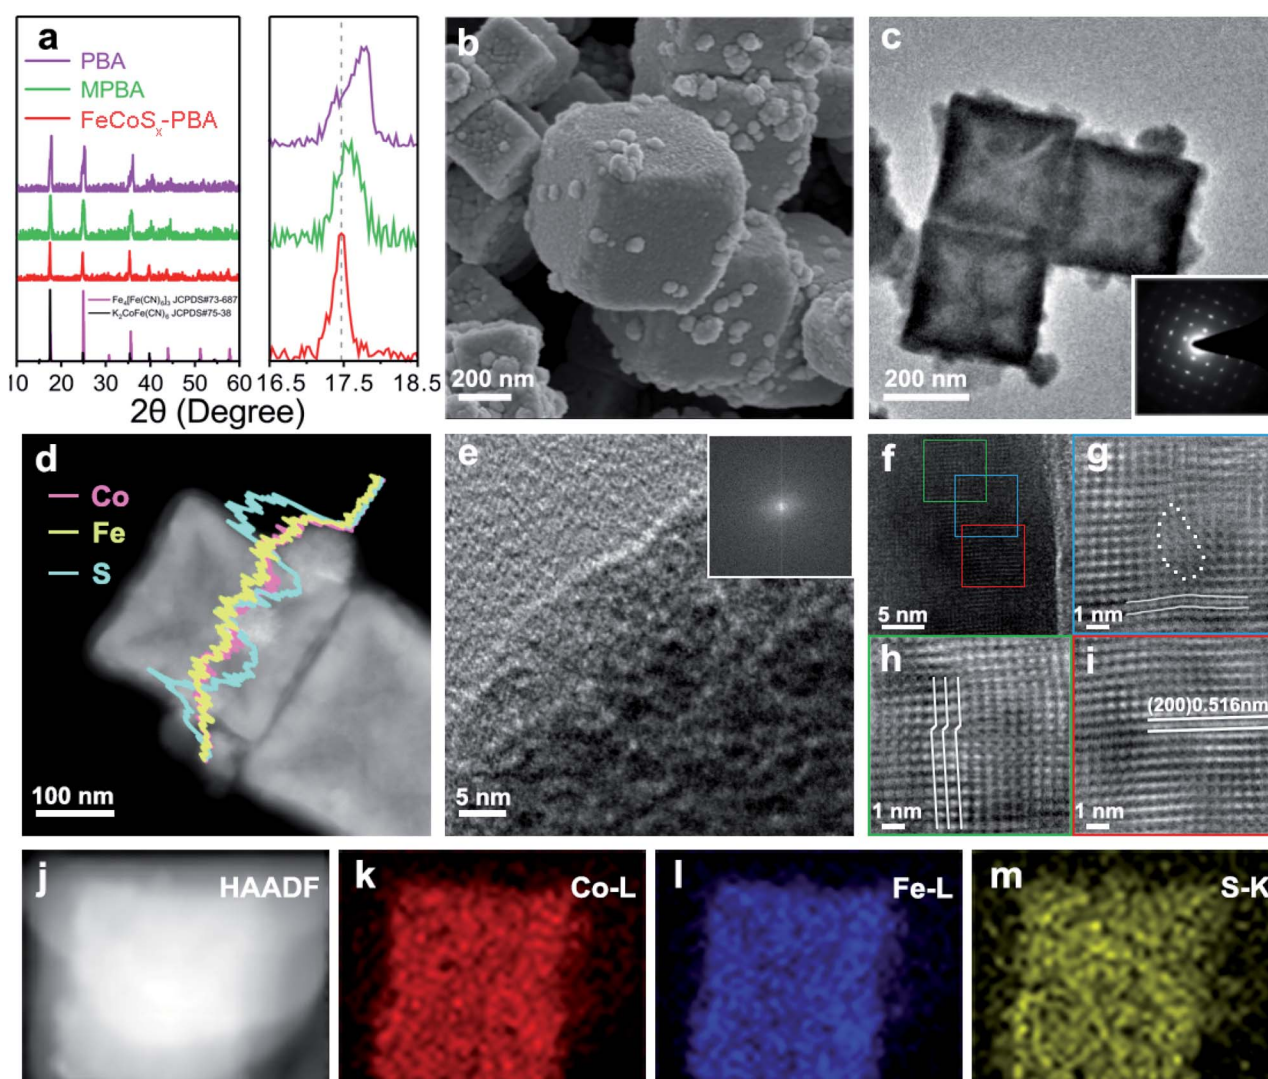 a
PBA
MPBA
FeCoSₓ-PBA
Fe₄[Fe(CN)₆]₃ JCPDS#73-687
K₂CoFe(CN)₆ JCPDS#75-38
10 20 30 40 50 60
16.5 17.5 18.5
2θ (Degree)
b
200 nm
c
200 nm
d
Co
Fe
S
100 nm
e
5 nm
f
5 nm
g
1 nm
h
1 nm
i
(200)0.516nm
1 nm
j
HAADF
k
Co-L
l
Fe-L
m
S-K